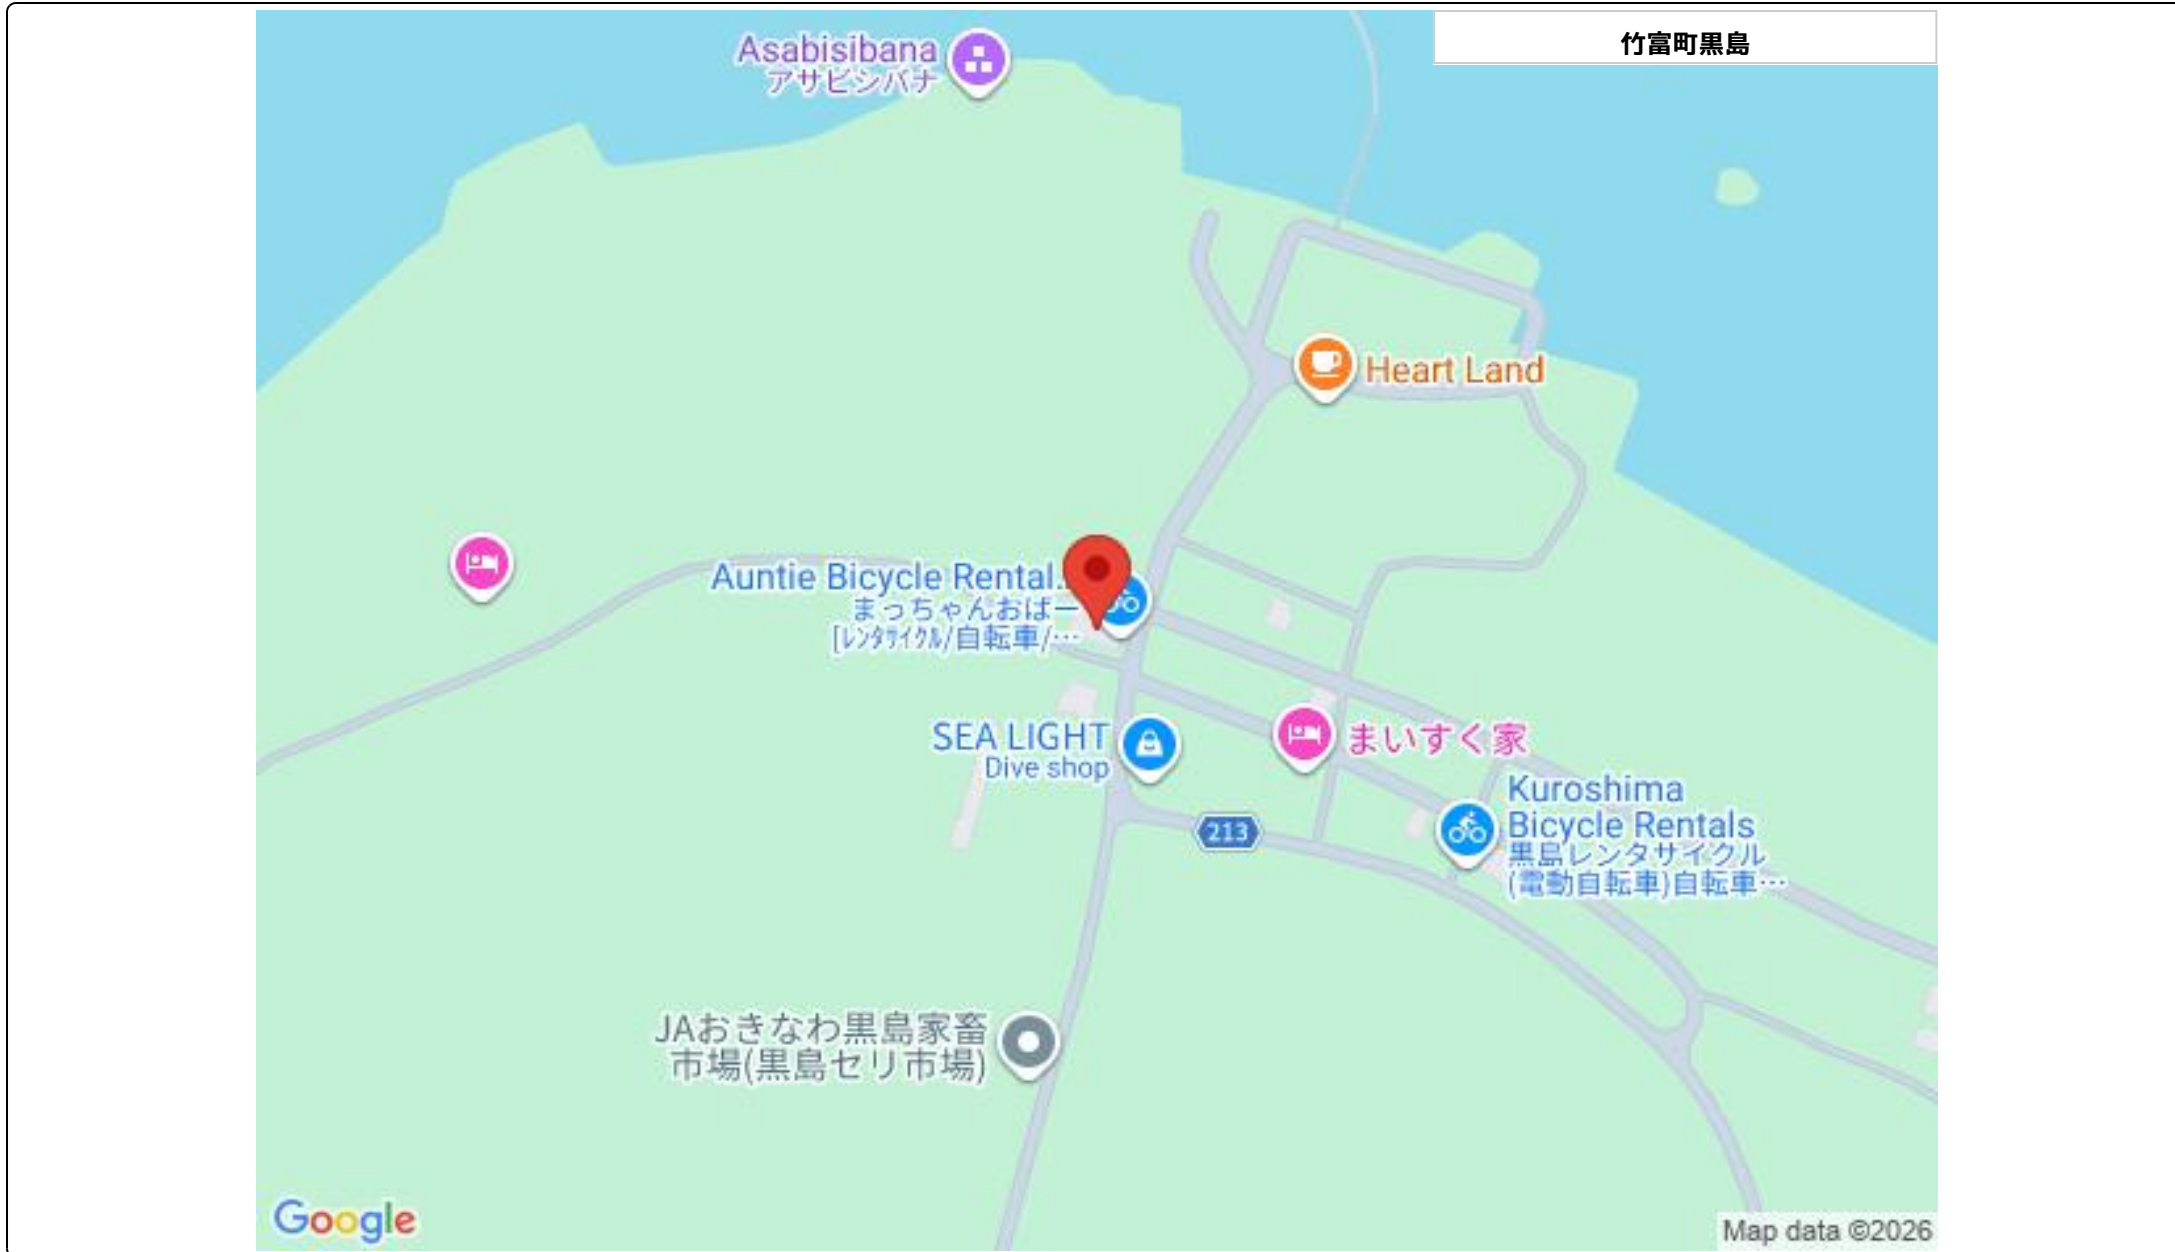 竹富町黒島
Asabisibana
アサビシバナ
Heart Land
Auntie Bicycle Rental...
まっちゃんおばー
[ﾚﾝﾀｻｲｸﾙ/自転車/…
SEA LIGHT
Dive shop
まいすく家
213
Kuroshima
Bicycle Rentals
黒島レンタサイクル
(電動自転車)自転車…
JAおきなわ黒島家畜
市場(黒島セリ市場)
Google
Map data ©2026